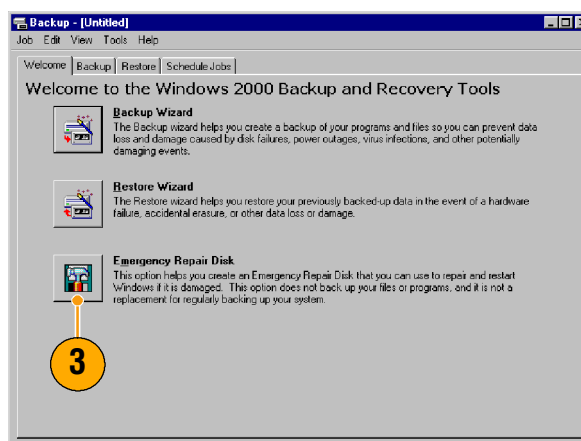 Backup - [Untitled]
Job Edit View Tools Help
Welcome Backup Restore Schedule Jobs
Welcome to the Windows 2000 Backup and Recovery Tools
Backup Wizard
The Backup wizard helps you create a backup of your programs and files so you can prevent data
loss and damage caused by disk failures, power outages, virus infections, and other potentially
damaging events.
Restore Wizard
The Restore wizard helps you restore your previously backed-up data in the event of a hardware
failure, accidental erasure, or other data loss or damage.
Emergency Repair Disk
This option helps you create an Emergency Repair Disk that you can use to repair and restart
Windows if it is damaged. This option does not back up your files or programs, and it is not a
replacement for regularly backing up your system.
3